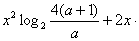 x² log₂ 4(a+1)/a + 2x